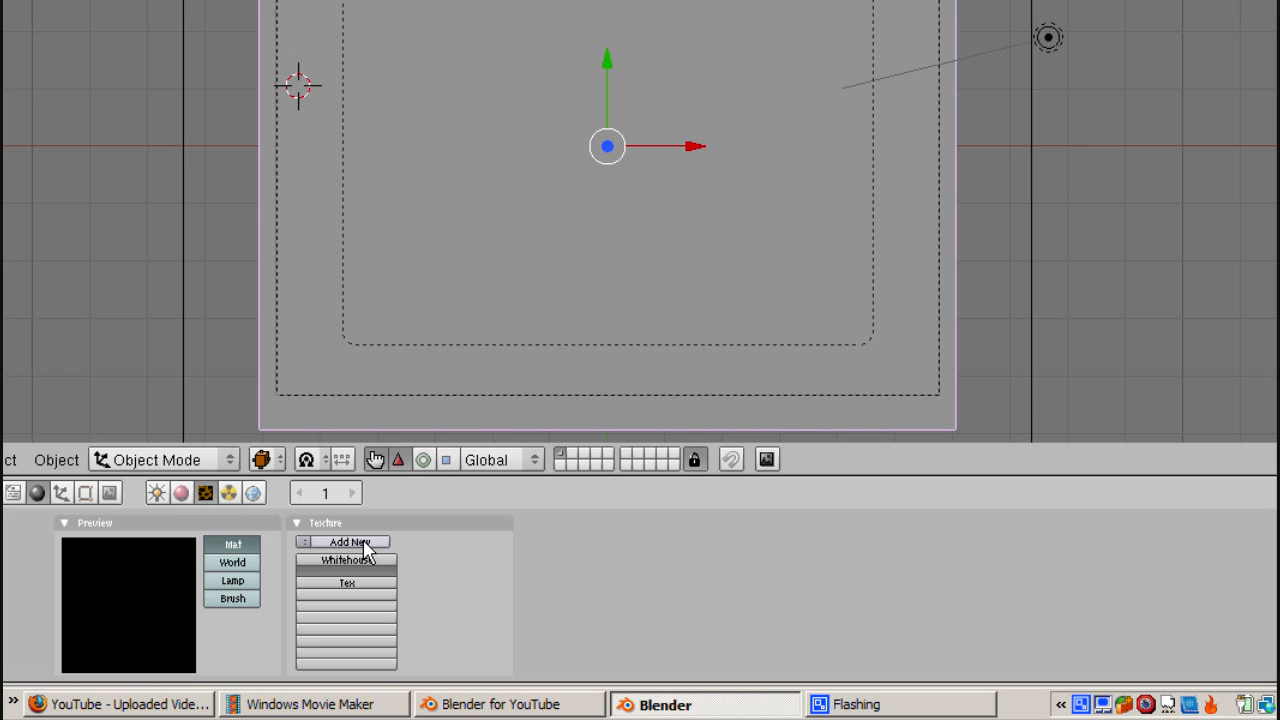 ct Object Object Mode Global
1
Preview Texture
Mat Add New
World Whitehouse
Lamp Tex
Brush
» YouTube - Uploaded Vide... Windows Movie Maker Blender for YouTube Blender Flashing «